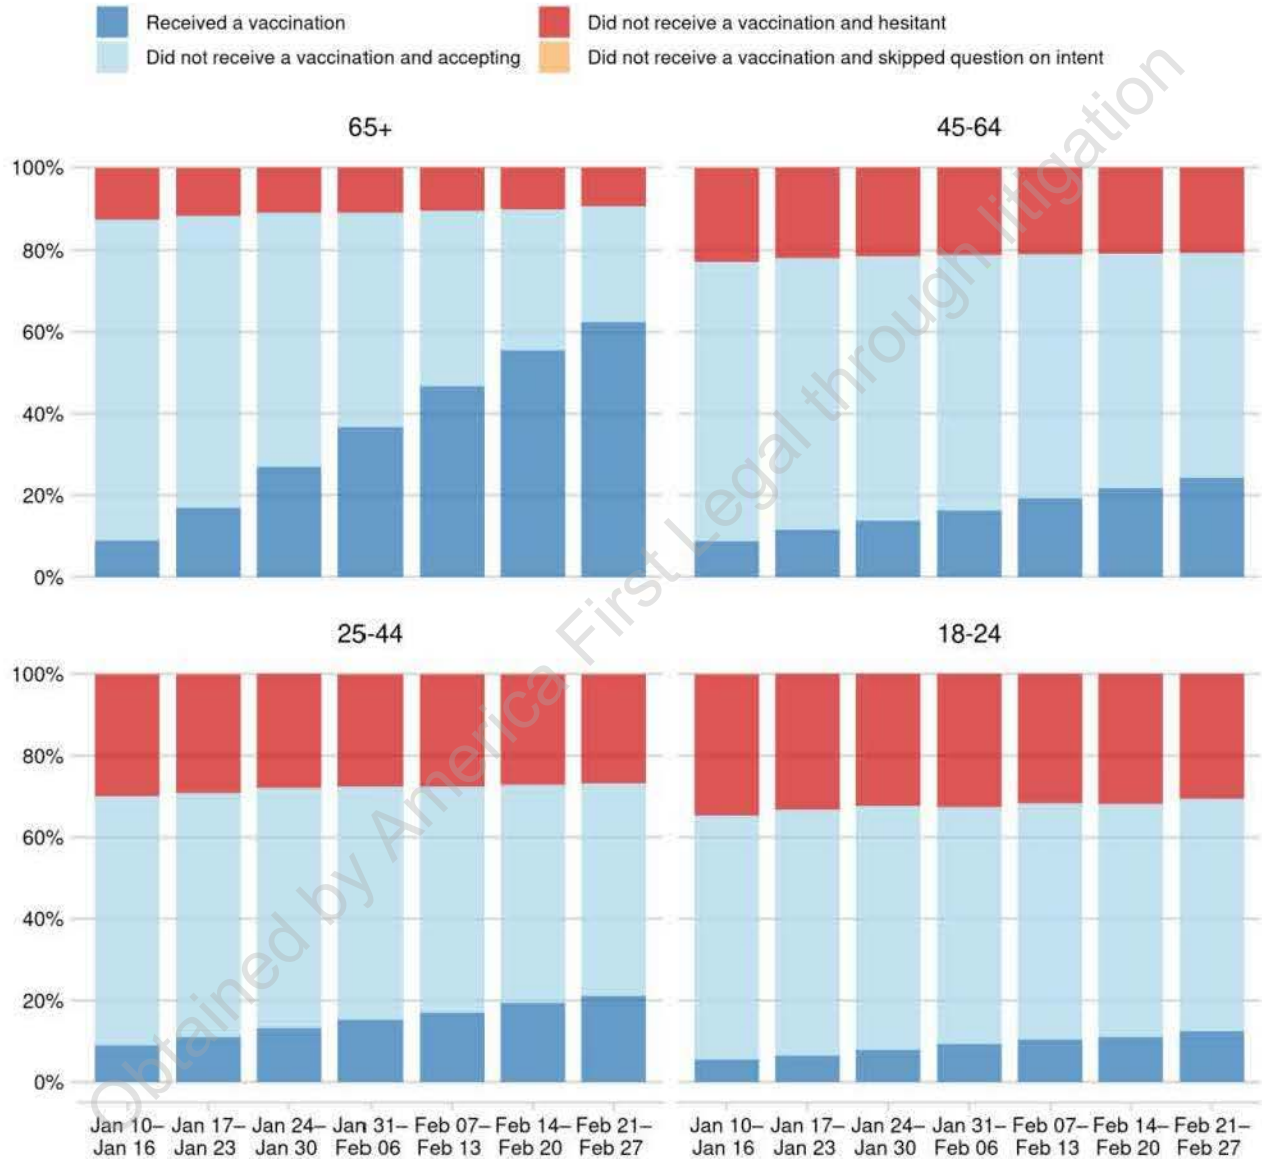 Received a vaccination
Did not receive a vaccination and hesitant
Did not receive a vaccination and accepting
Did not receive a vaccination and skipped question on intent
65+
45-64
100%
80%
60%
40%
20%
0%
25-44
18-24
100%
80%
60%
40%
20%
0%
Jan 10– Jan 17– Jan 24– Jan 31– Feb 07– Feb 14– Feb 21–
Jan 16 Jan 23 Jan 30 Feb 06 Feb 13 Feb 20 Feb 27
Jan 10– Jan 17– Jan 24– Jan 31– Feb 07– Feb 14– Feb 21–
Jan 16 Jan 23 Jan 30 Feb 06 Feb 13 Feb 20 Feb 27
Obtained by America First Legal through litigation